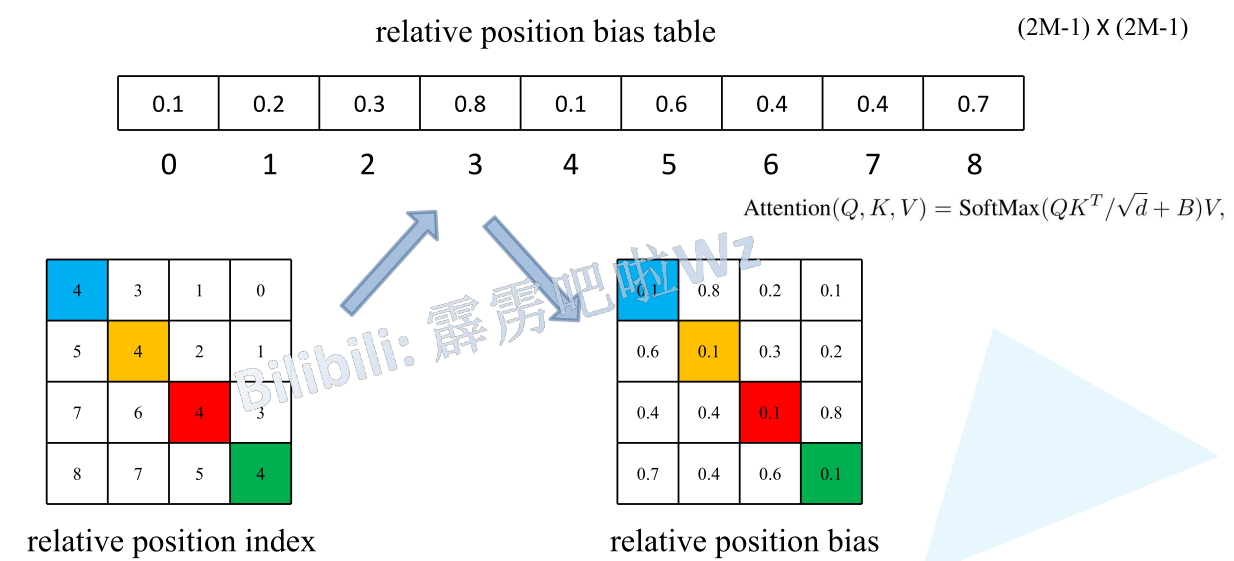 relative position bias table
(2M-1) X (2M-1)
0.1 0.2 0.3 0.8 0.1 0.6 0.4 0.4 0.7
0 1 2 3 4 5 6 7 8
Attention(Q, K, V) = SoftMax(QK^T/√d + B)V,
4 3 1 0
5 4 2 1
7 6 4 3
8 7 5 4
relative position index
0.1 0.8 0.2 0.1
0.6 0.1 0.3 0.2
0.4 0.4 0.1 0.8
0.7 0.4 0.6 0.1
relative position bias
Bilibili: 霹雳吧啦Wz